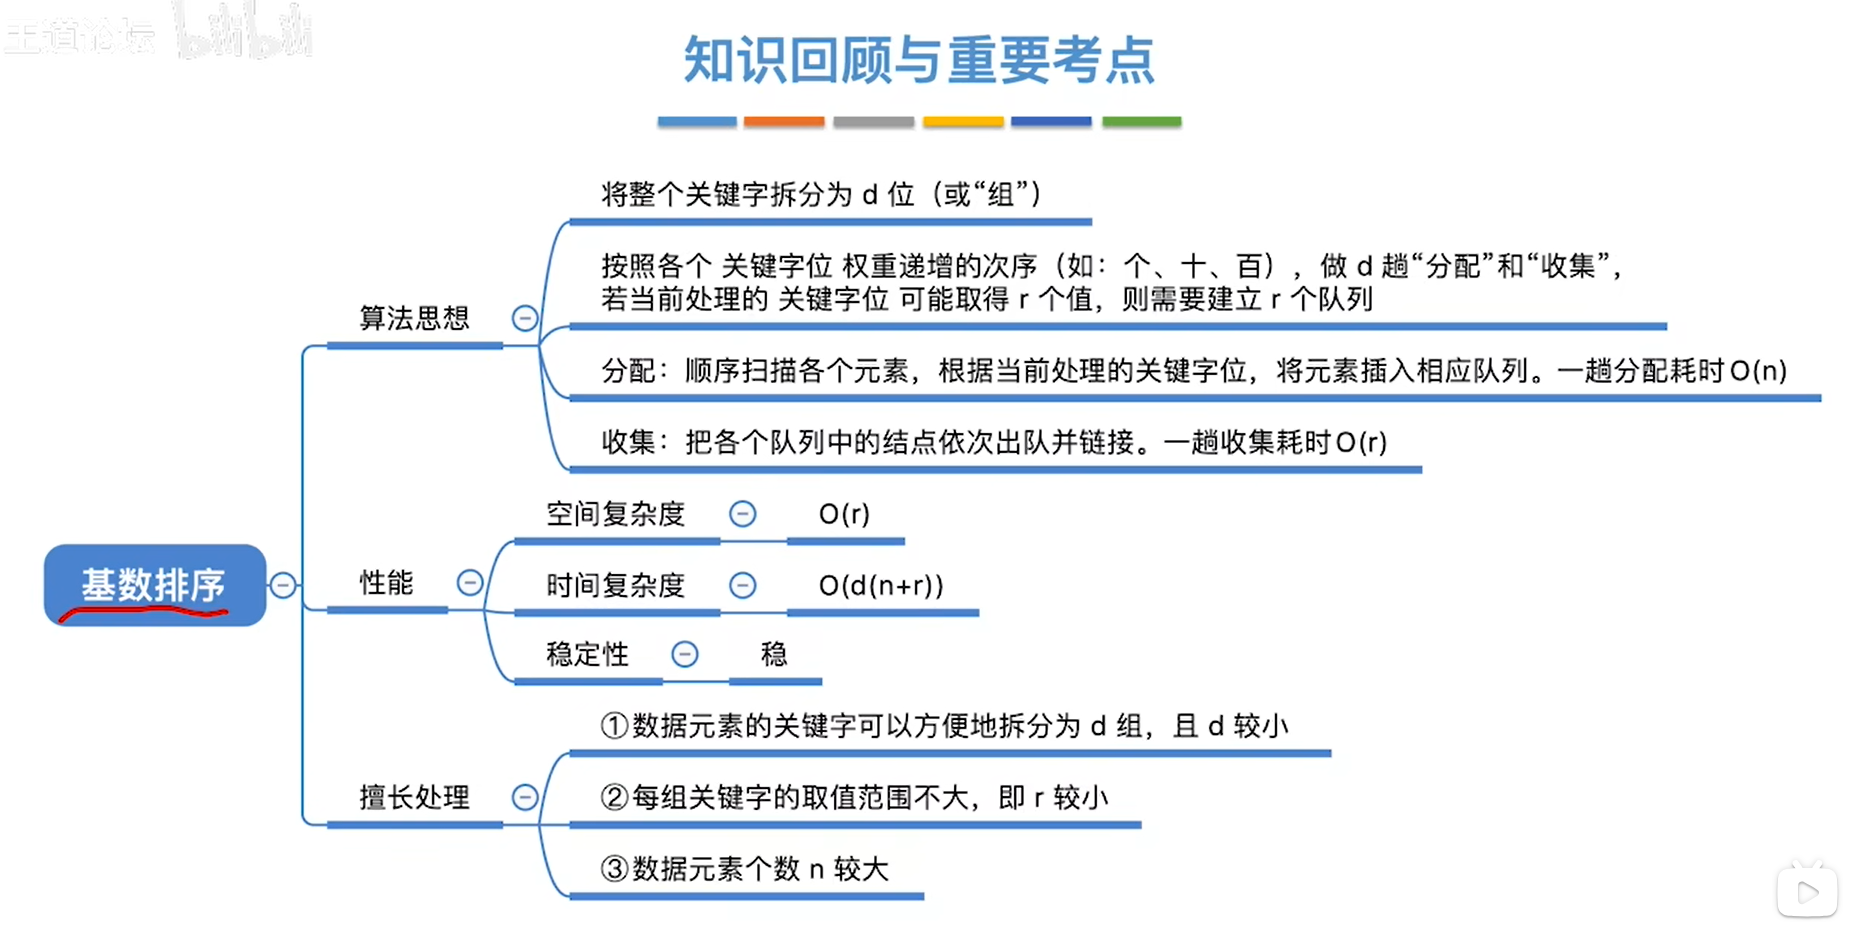 王道论坛 bilibili
知识回顾与重要考点
将整个关键字拆分为 d 位（或“组”）
按照各个 关键字位 权重递增的次序（如：个、十、百），做 d 趟“分配”和“收集”，
若当前处理的 关键字位 可能取得 r 个值，则需要建立 r 个队列
算法思想
分配：顺序扫描各个元素，根据当前处理的关键字位，将元素插入相应队列。一趟分配耗时O(n)
收集：把各个队列中的结点依次出队并链接。一趟收集耗时O(r)
空间复杂度 O(r)
基数排序
性能
时间复杂度 O(d(n+r))
稳定性 稳
①数据元素的关键字可以方便地拆分为 d 组，且 d 较小
擅长处理
②每组关键字的取值范围不大，即 r 较小
③数据元素个数 n 较大